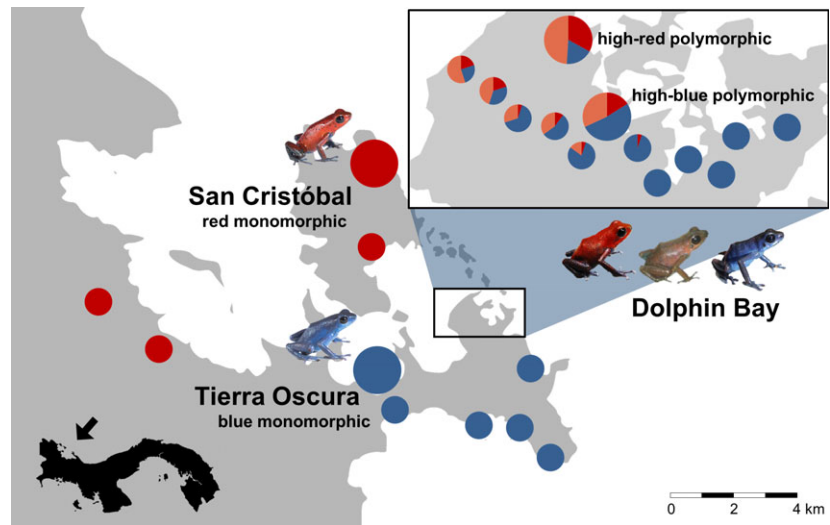 high-red polymorphic
high-blue polymorphic
San Cristóbal
red monomorphic
Dolphin Bay
Tierra Oscura
blue monomorphic
0 2 4 km